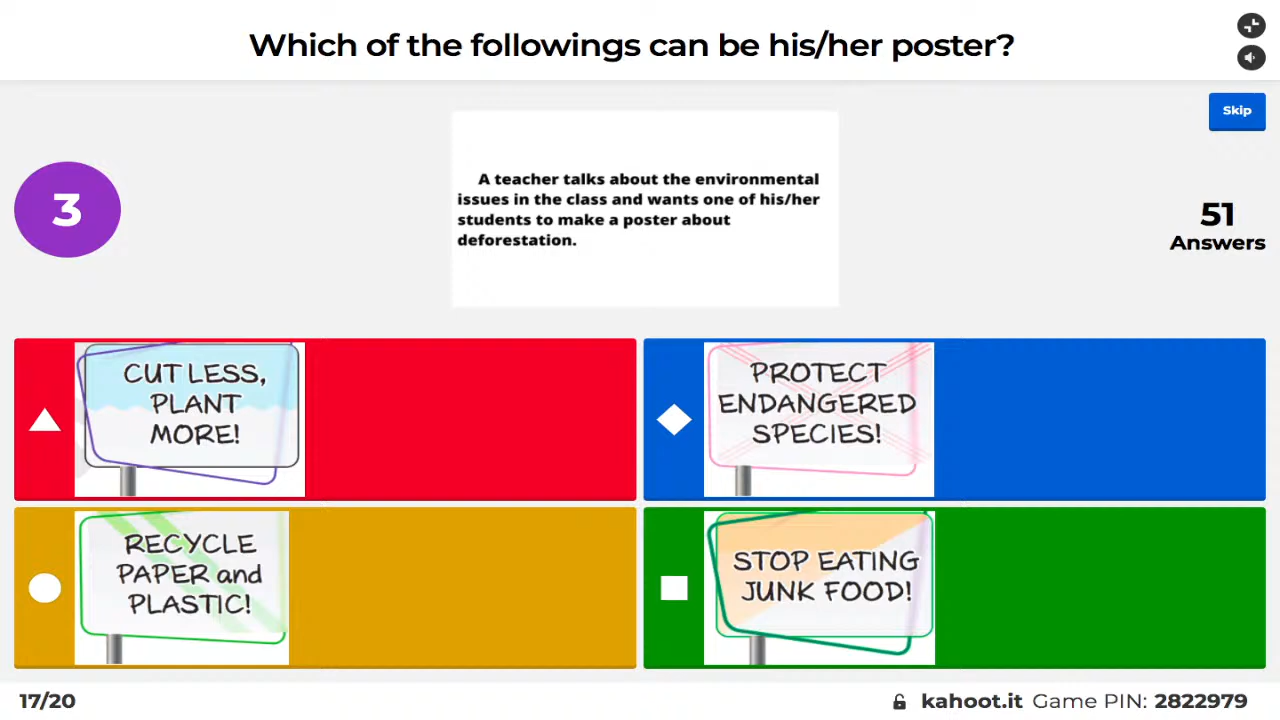 Which of the followings can be his/her poster?
Skip
3
A teacher talks about the environmental
issues in the class and wants one of his/her
students to make a poster about
deforestation.
51
Answers
CUT LESS,
PLANT
MORE!
PROTECT
ENDANGERED
SPECIES!
RECYCLE
PAPER and
PLASTIC!
STOP EATING
JUNK FOOD!
17/20
kahoot.it Game PIN: 2822979